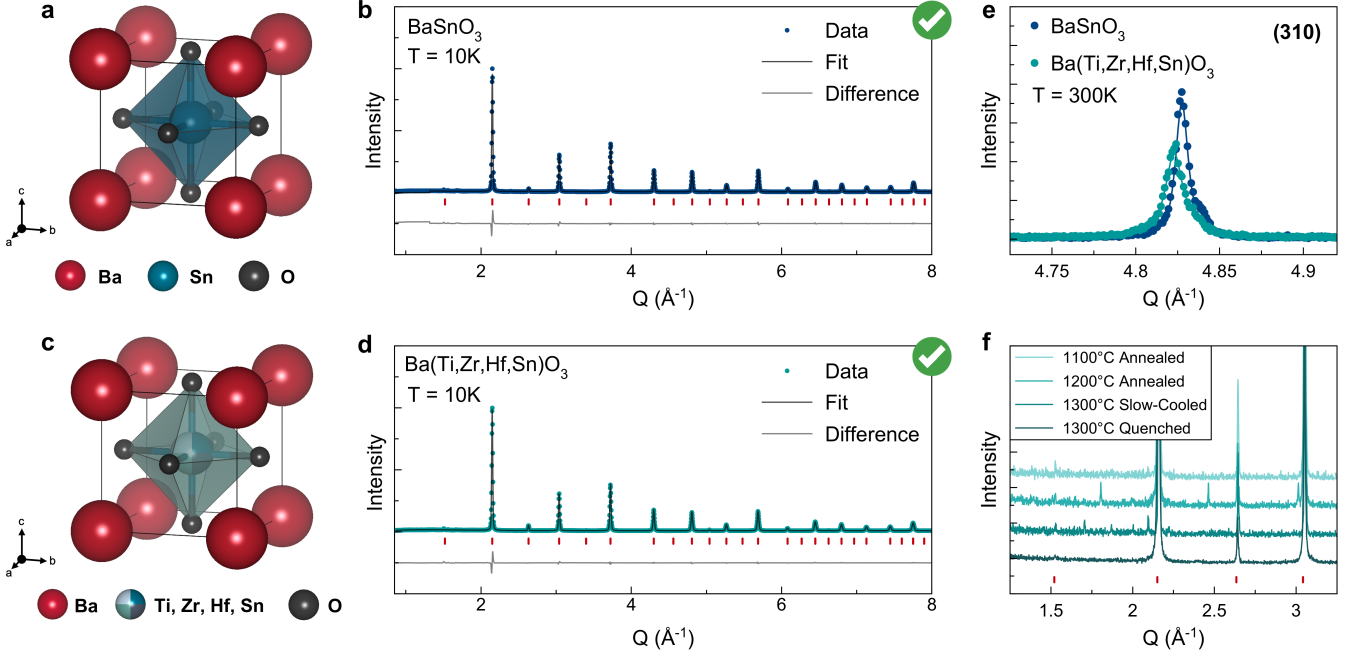 a
c
a
b
Ba
Sn
O
b
BaSnO₃
T = 10K
Data
Fit
Difference
Intensity
2
4
6
8
Q (Å⁻¹)
e
BaSnO₃
(310)
Ba(Ti,Zr,Hf,Sn)O₃
T = 300K
Intensity
4.75
4.8
4.85
4.9
Q (Å⁻¹)
c
c
a
b
Ba
Ti, Zr, Hf, Sn
O
d
Ba(Ti,Zr,Hf,Sn)O₃
T = 10K
Data
Fit
Difference
Intensity
2
4
6
8
Q (Å⁻¹)
f
1100°C Annealed
1200°C Annealed
1300°C Slow-Cooled
1300°C Quenched
Intensity
1.5
2
2.5
3
Q (Å⁻¹)